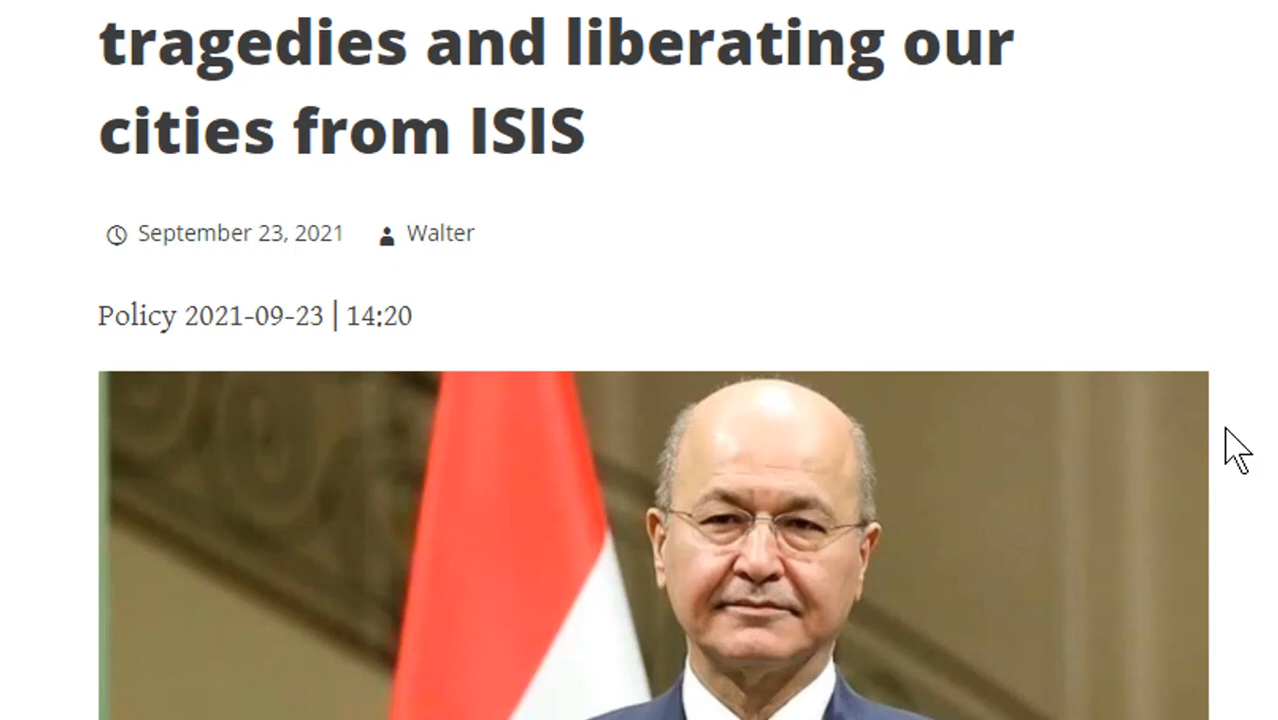 tragedies and liberating our
cities from ISIS
September 23, 2021 Walter
Policy 2021-09-23 | 14:20